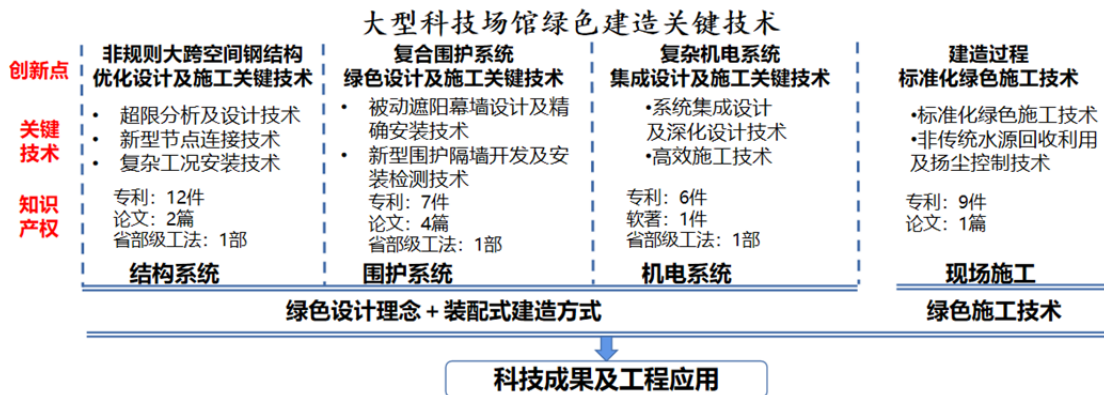 大型科技场馆绿色建造关键技术
创新点
非规则大跨空间钢结构
优化设计及施工关键技术
复合围护系统
绿色设计及施工关键技术
复杂机电系统
集成设计及施工关键技术
建造过程
标准化绿色施工技术
关键
技术
• 超限分析及设计技术
• 新型节点连接技术
• 复杂工况安装技术
• 被动遮阳幕墙设计及精
确安装技术
• 新型围护隔墙开发及安
装检测技术
•系统集成设计
及深化设计技术
•高效施工技术
•标准化绿色施工技术
•非传统水源回收利用
及扬尘控制技术
知识
产权
专利：12件
论文：2篇
省部级工法：1部
专利：7件
论文：4篇
省部级工法：1部
专利：6件
软著：1件
省部级工法：1部
专利：9件
论文：1篇
结构系统
围护系统
机电系统
现场施工
绿色设计理念＋装配式建造方式
绿色施工技术
科技成果及工程应用